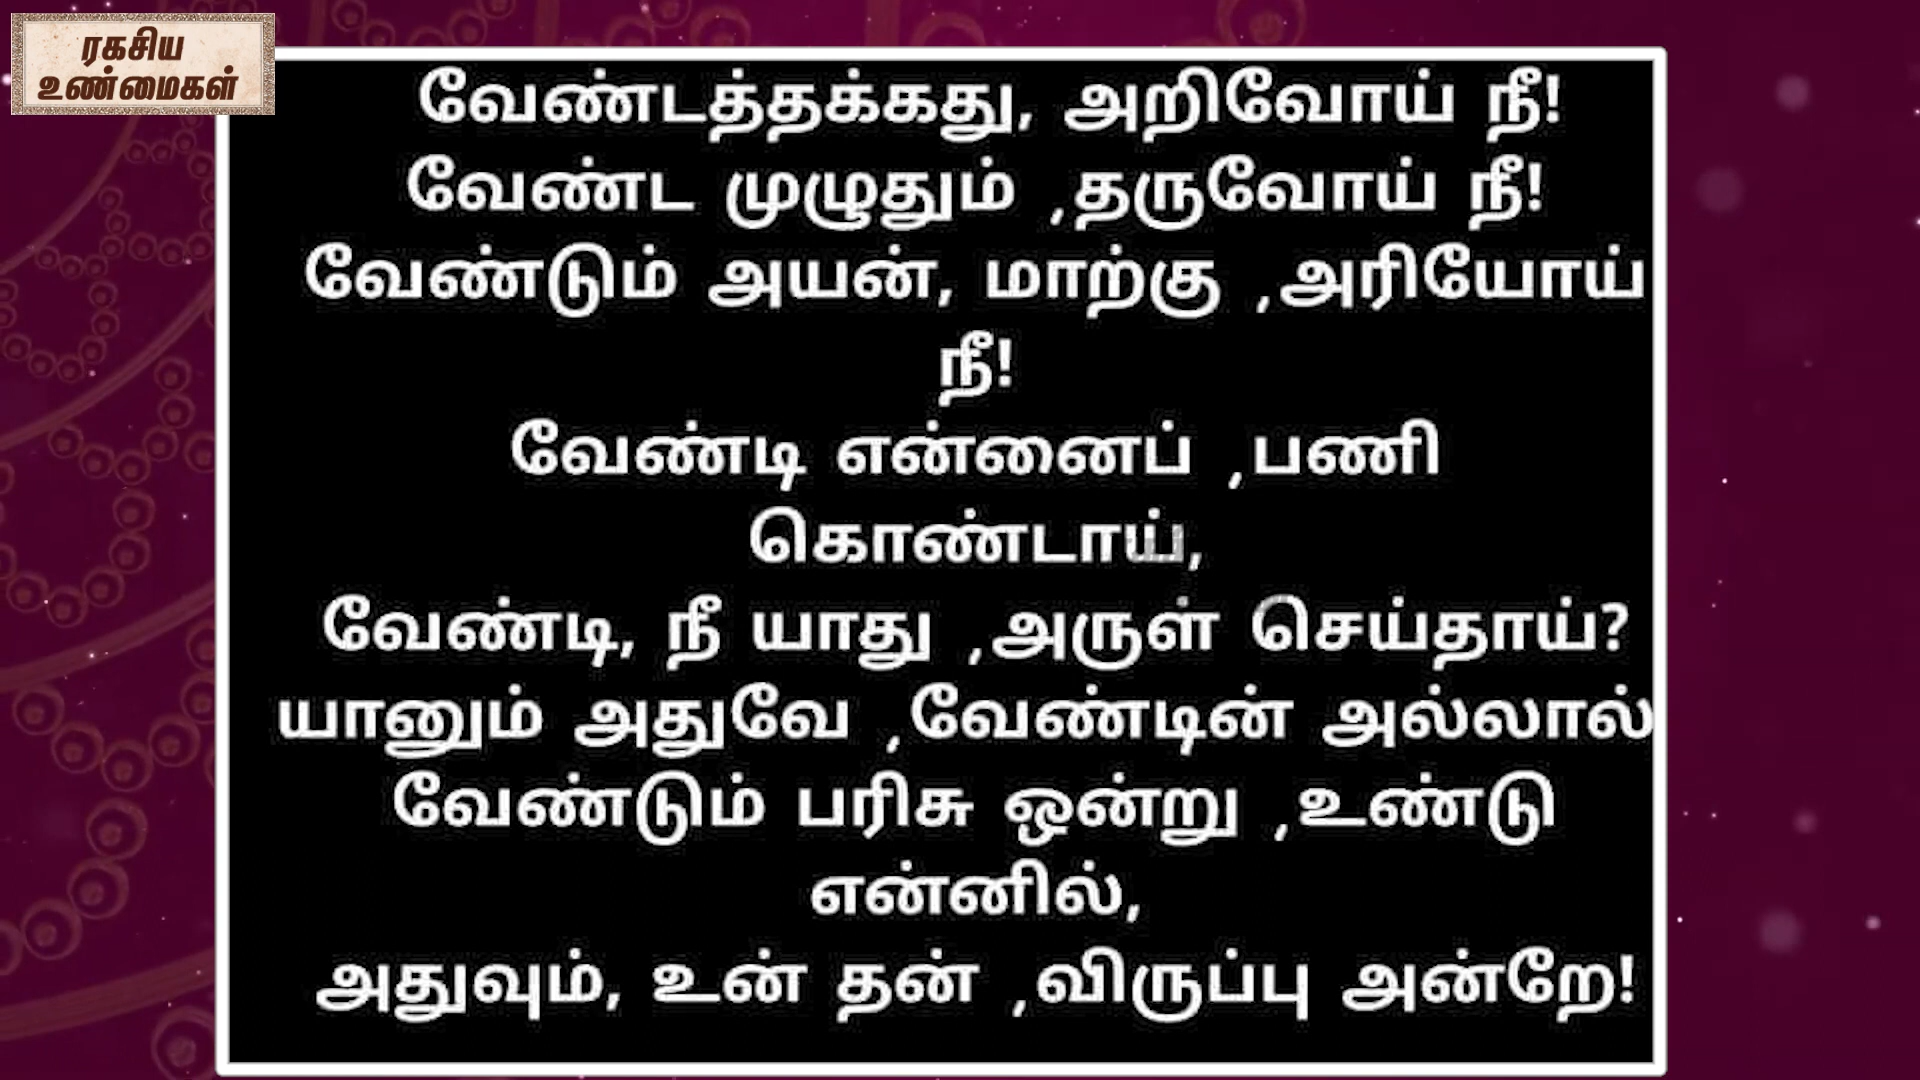 ரகசிய
உண்மைகள்
வேண்டத்தக்கது, அறிவோய் நீ!
வேண்ட முழுதும் ,தருவோய் நீ!
வேண்டும் அயன், மாற்கு ,அரியோய்
நீ!
வேண்டி என்னைப் ,பணி
கொண்டாய்,
வேண்டி, நீ யாது ,அருள் செய்தாய்?
யானும் அதுவே ,வேண்டின் அல்லால்
வேண்டும் பரிசு ஒன்று ,உண்டு
என்னில்,
அதுவும், உன் தன் ,விருப்பு அன்றே!